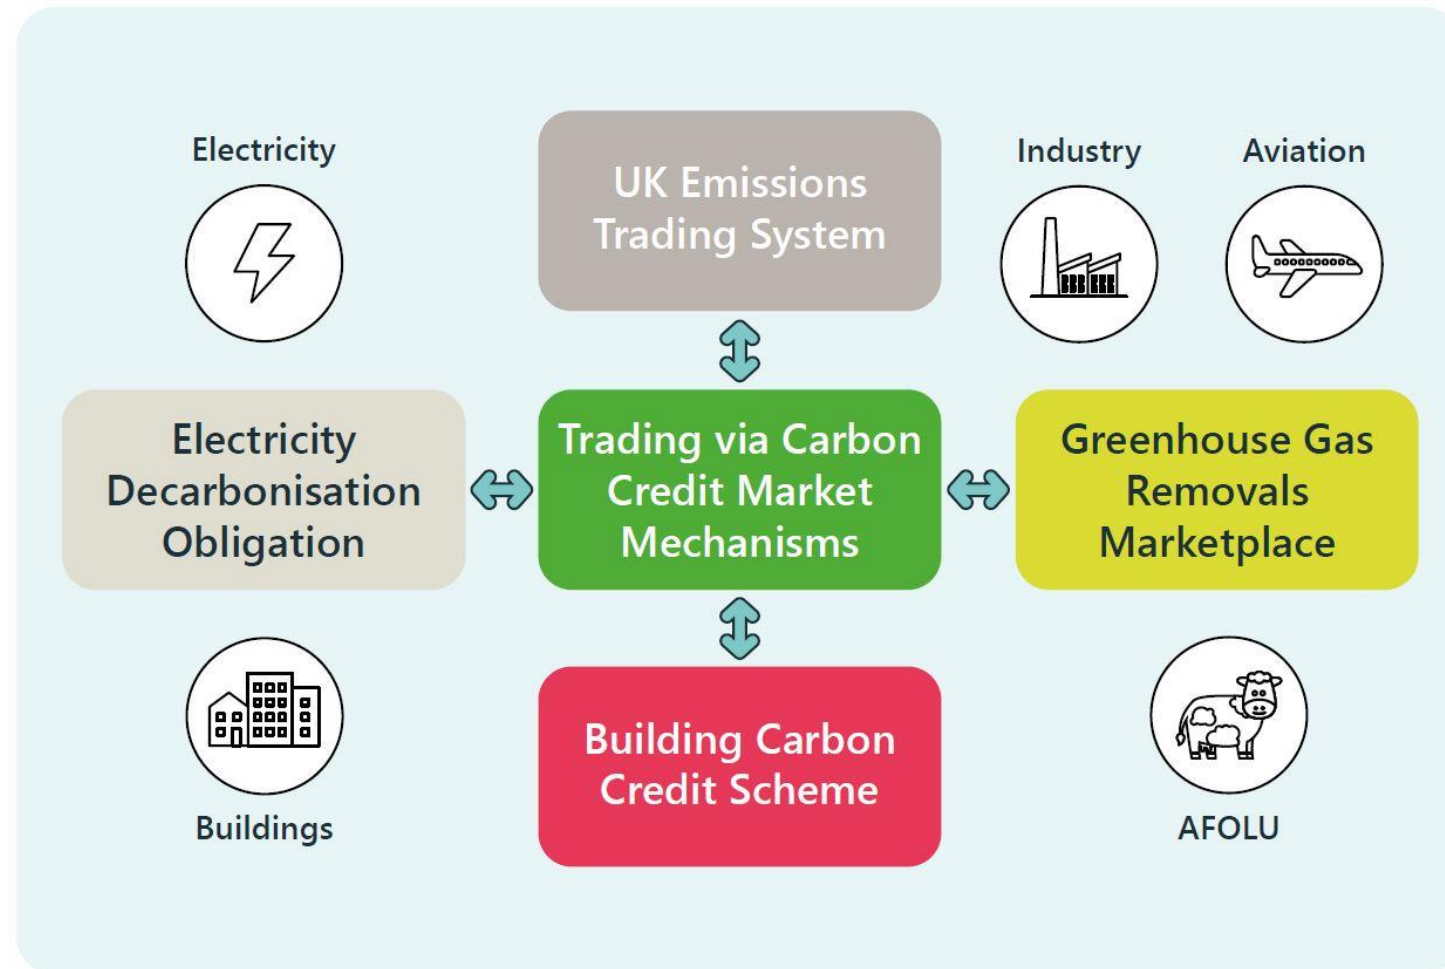 Electricity
UK Emissions
Trading System
Industry
Aviation
Electricity
Decarbonisation
Obligation
Trading via Carbon
Credit Market
Mechanisms
Greenhouse Gas
Removals
Marketplace
Building Carbon
Credit Scheme
Buildings
AFOLU